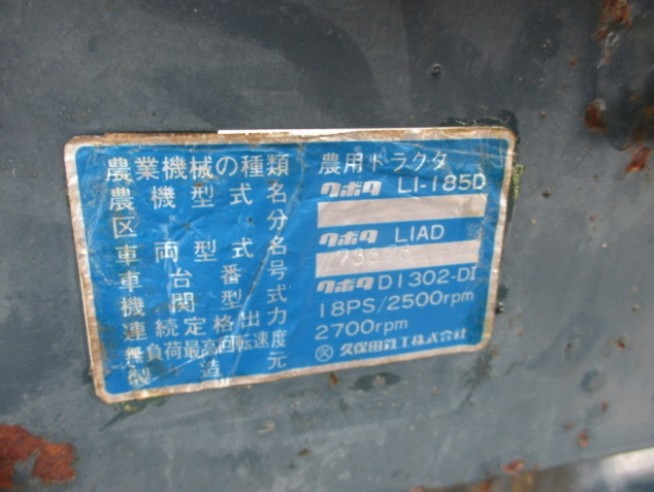 農業機械の種類 農用トラクタ
農機型式名 クボタ L1-185D
区分
車両型式名 クボタ L1AD
車台番号
機関型式 クボタ D1302-DI
連続定格出力 18PS/2500rpm
無負荷最高回転速度 2700rpm
製造元 久保田鉄工株式会社